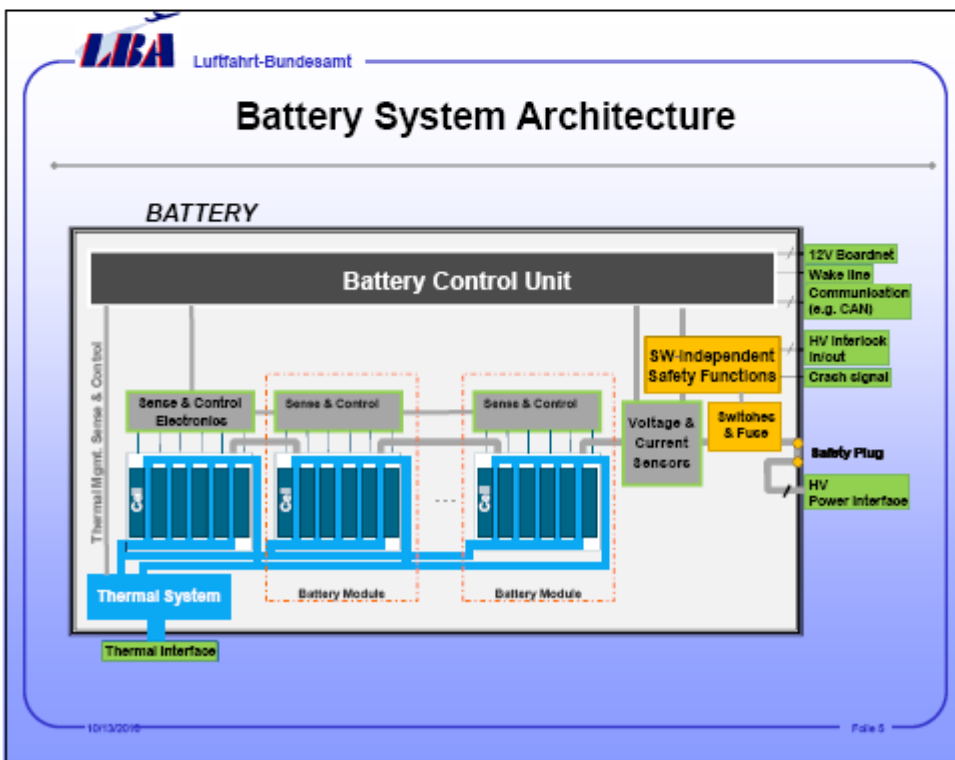 LBA Luftfahrt-Bundesamt
Battery System Architecture
BATTERY
Battery Control Unit
12V Boardnet
Wake line
Communication
(e.g. CAN)
HV Interlock
In/out
Crash signal
SW-Independent
Safety Functions
Thermal Mgmt. Sense & Control
Sense & Control
Electronics
Sense & Control
Sense & Control
Voltage &
Current
Sensors
Switches
& Fuse
Safety Plug
HV
Power Interface
Cell
Cell
Cell
Thermal System
Battery Module
Battery Module
Thermal Interface
Folie 5